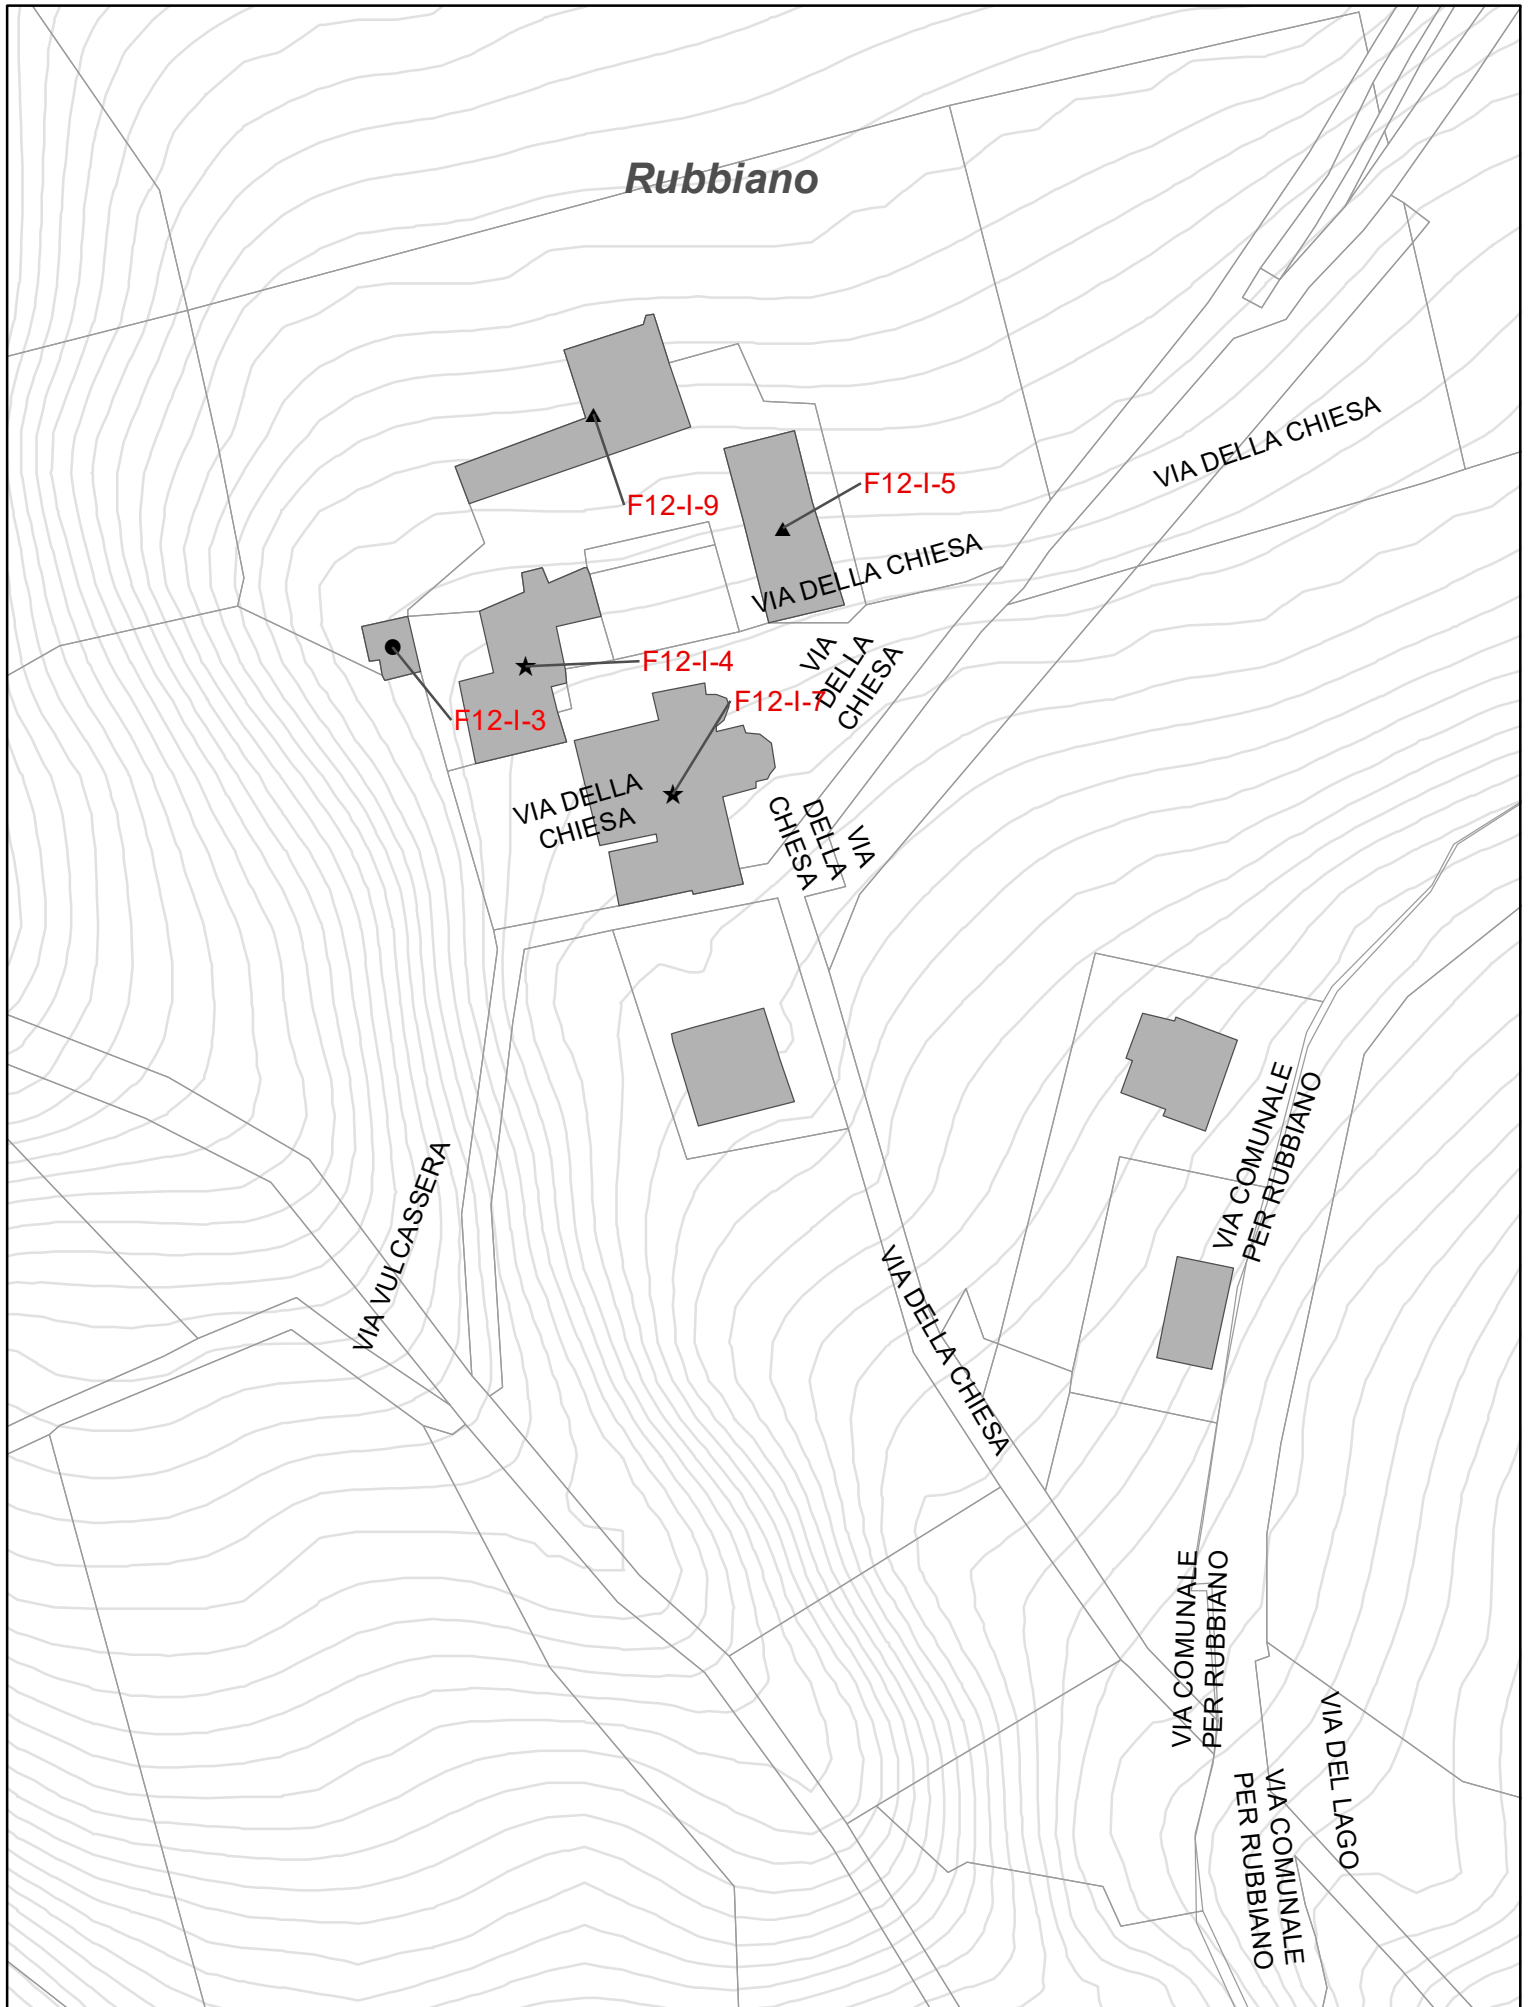 Rubbiano
VIA DELLA CHIESA
F12-I-5
F12-I-9
VIA DELLA CHIESA
VIA
DELLA
CHIESA
F12-I-4
F12-I-7
F12-I-3
VIA DELLA
CHIESA
VIA
DELLA
CHIESA
VIA COMUNALE
PER RUBBIANO
VIA VULCASSERA
VIA DELLA CHIESA
VIA COMUNALE
PER RUBBIANO
VIA DEL LAGO
VIA COMUNALE
PER RUBBIANO